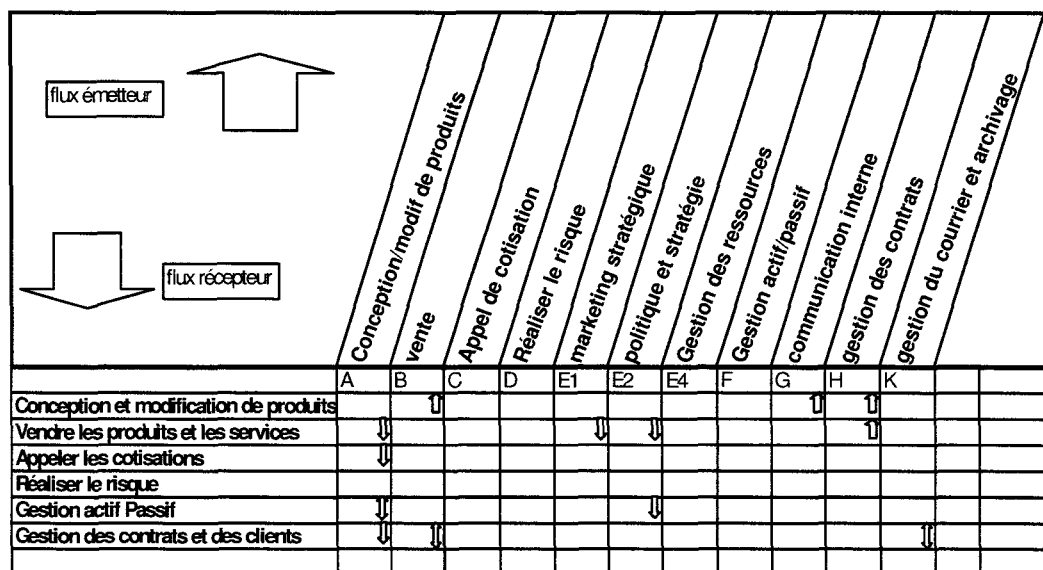 flux émetteur
flux récepteur
Conception/modif de produits
vente
Appel de cotisation
Réaliser le risque
marketing stratégique
politique et stratégie
Gestion des ressources
Gestion actif/passif
communication interne
gestion des contrats
gestion du courrier et archivage
A B C D E1 E2 E4 F G H K
Conception et modification de produits
Vendre les produits et les services
Appeler les cotisations
Réaliser le risque
Gestion actif Passif
Gestion des contrats et des clients